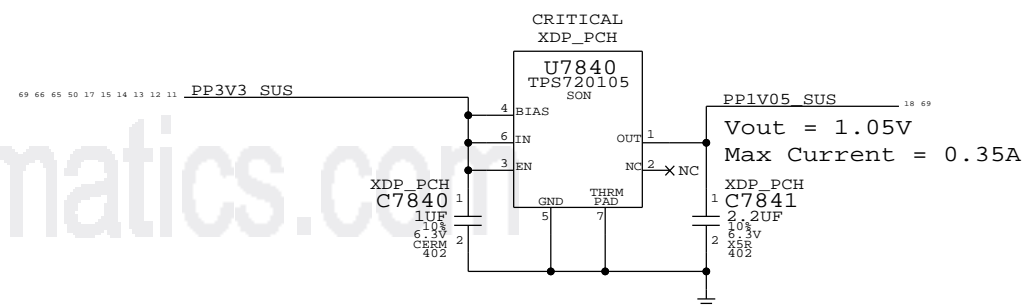 CRITICAL
XDP_PCH
U7840
TPS720105
SON
69 66 65 50 17 15 14 13 12 11 PP3V3_SUS
4 BIAS
6 IN
3 EN
OUT 1
NC 2 NC
GND
5
THRM
PAD
7
PP1V05_SUS 18 69
Vout = 1.05V
Max Current = 0.35A
XDP_PCH
C7840 1
1UF
10%
6.3V
CERM 2
402
XDP_PCH
1 C7841
2.2UF
10%
6.3V
2 X5R
402
matics.com